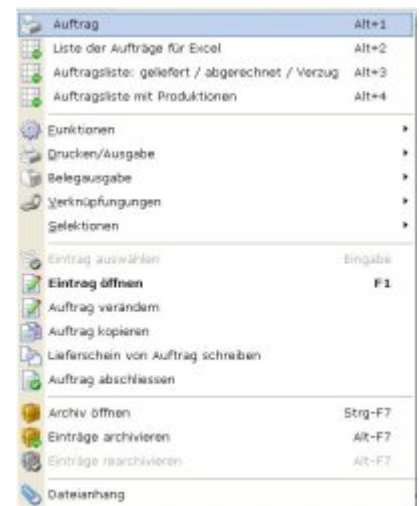 Auftrag Alt+1
Liste der Aufträge für Excel Alt+2
Auftragsliste: geliefert / abgerechnet / Verzug Alt+3
Auftragsliste mit Produktionen Alt+4
Funktionen
Drucken/Ausgabe
Belegausgabe
Verknüpfungungen
Selektionen
Eintrag auswählen Eingabe
Eintrag öffnen F1
Auftrag verändern
Auftrag kopieren
Lieferschein von Auftrag schreiben
Auftrag abschliessen
Archiv öffnen Strg-F7
Einträge archivieren Alt-F7
Einträge rearchivieren Alt-F7
Dateianhang